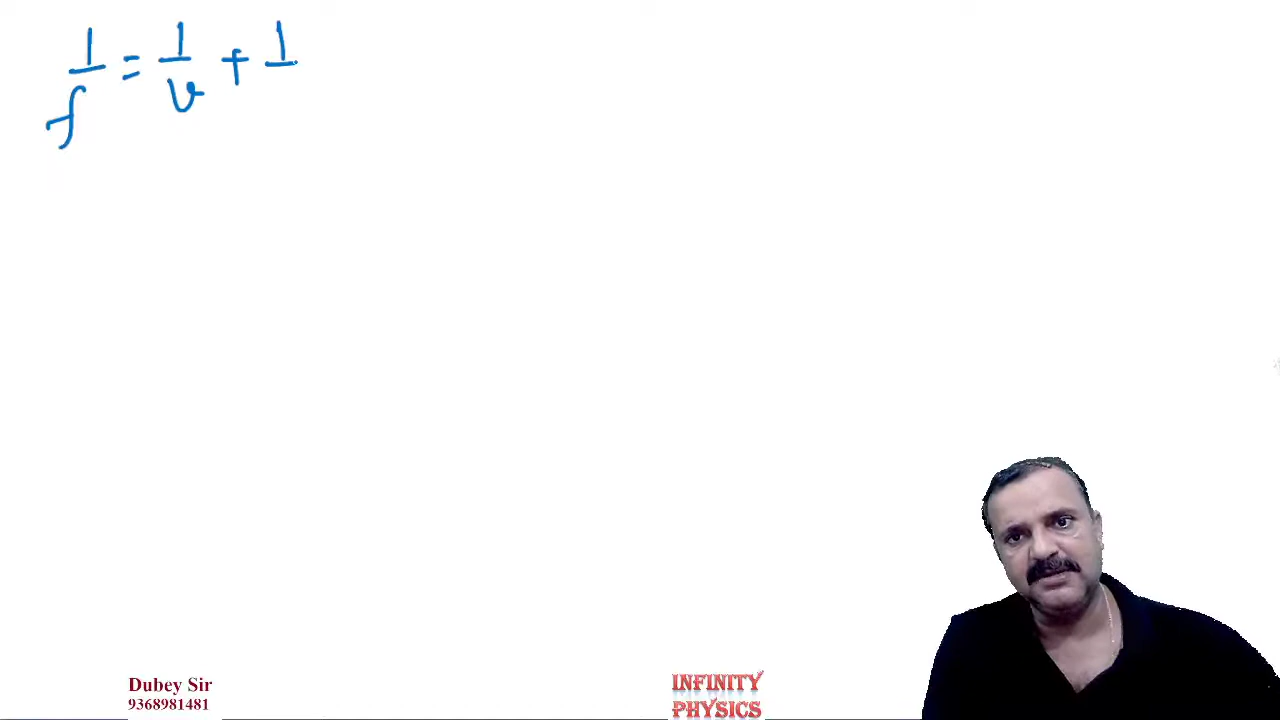 1/f = 1/v + 1/
Dubey Sir
9368981481
INFINITY
PHYSICS